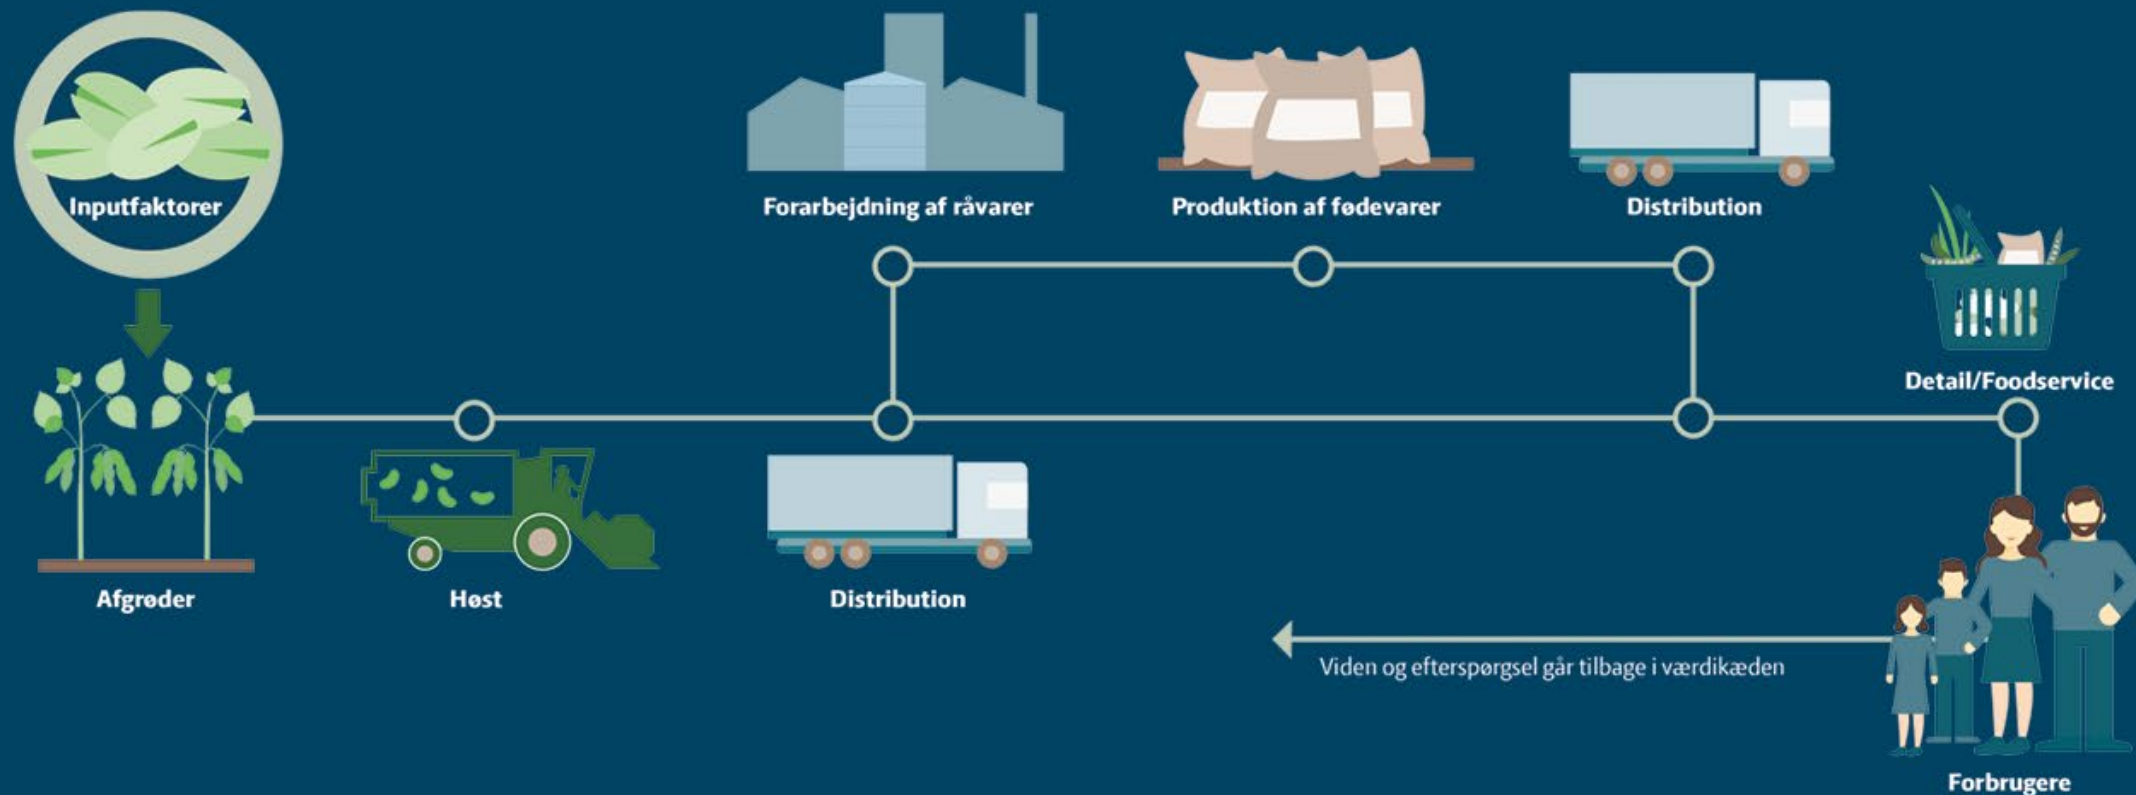 Inputfaktorer
Forarbejdning af råvarer
Produktion af fødevarer
Distribution
Detail/Foodservice
Afgrøder
Høst
Distribution
Viden og efterspørgsel går tilbage i værdikæden
Forbrugere